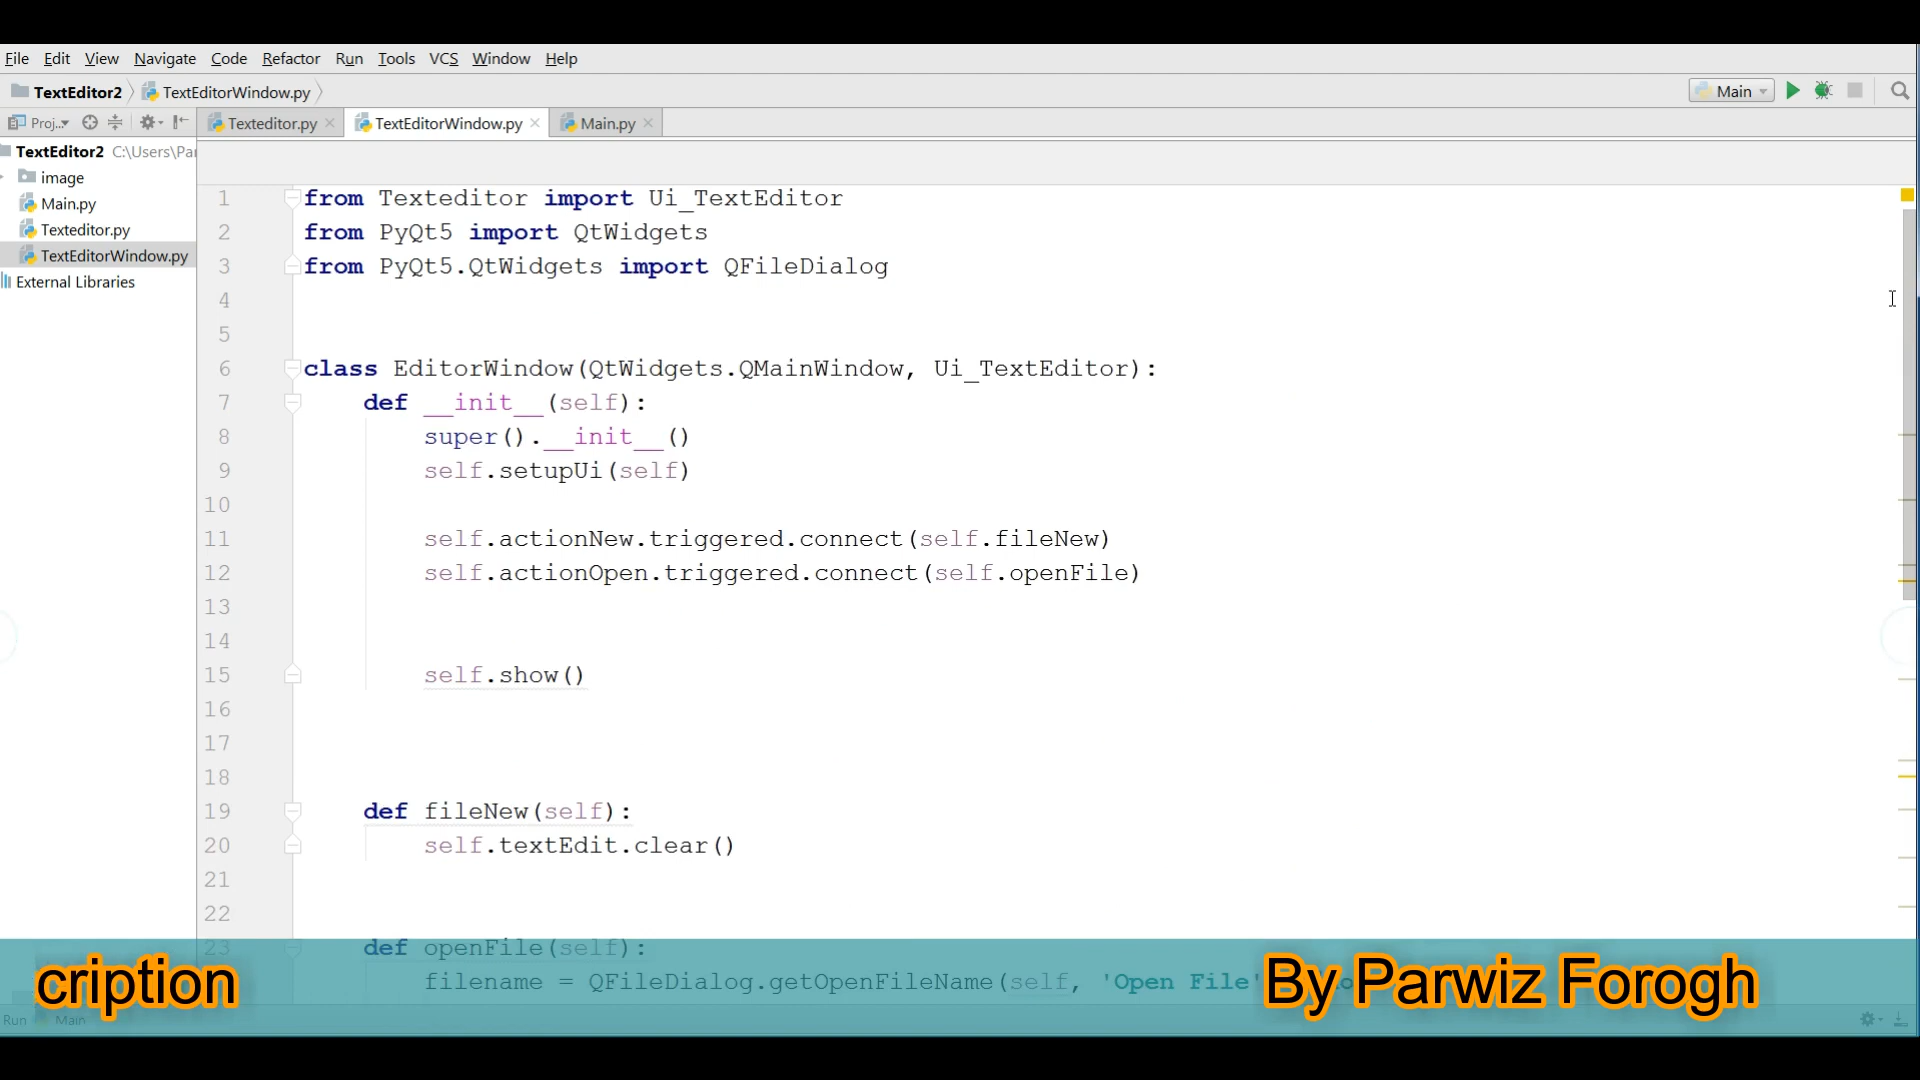 File Edit View Navigate Code Refactor Run Tools VCS Window Help
TextEditor2 TextEditorWindow.py Main
Proj.. Texteditor.py TextEditorWindow.py Main.py
TextEditor2 C:\Users\Par
image
Main.py
Texteditor.py
TextEditorWindow.py
External Libraries
1 from Texteditor import Ui_TextEditor
2 from PyQt5 import QtWidgets
3 from PyQt5.QtWidgets import QFileDialog
4
5
6 class EditorWindow(QtWidgets.QMainWindow, Ui_TextEditor):
7 def __init__(self):
8 super().__init__()
9 self.setupUi(self)
10
11 self.actionNew.triggered.connect(self.fileNew)
12 self.actionOpen.triggered.connect(self.openFile)
13
14
15 self.show()
16
17
18
19 def fileNew(self):
20 self.textEdit.clear()
21
22
23 def openFile(self):
filename = QFileDialog.getOpenFileName(self, 'Open File'
cription
By Parwiz Forogh
Run Main